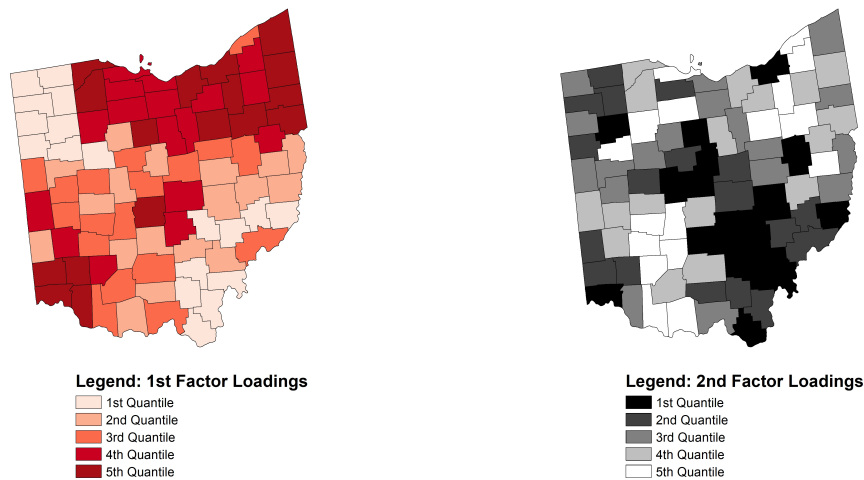 Legend: 1st Factor Loadings
1st Quantile
2nd Quantile
3rd Quantile
4th Quantile
5th Quantile
Legend: 2nd Factor Loadings
1st Quantile
2nd Quantile
3rd Quantile
4th Quantile
5th Quantile